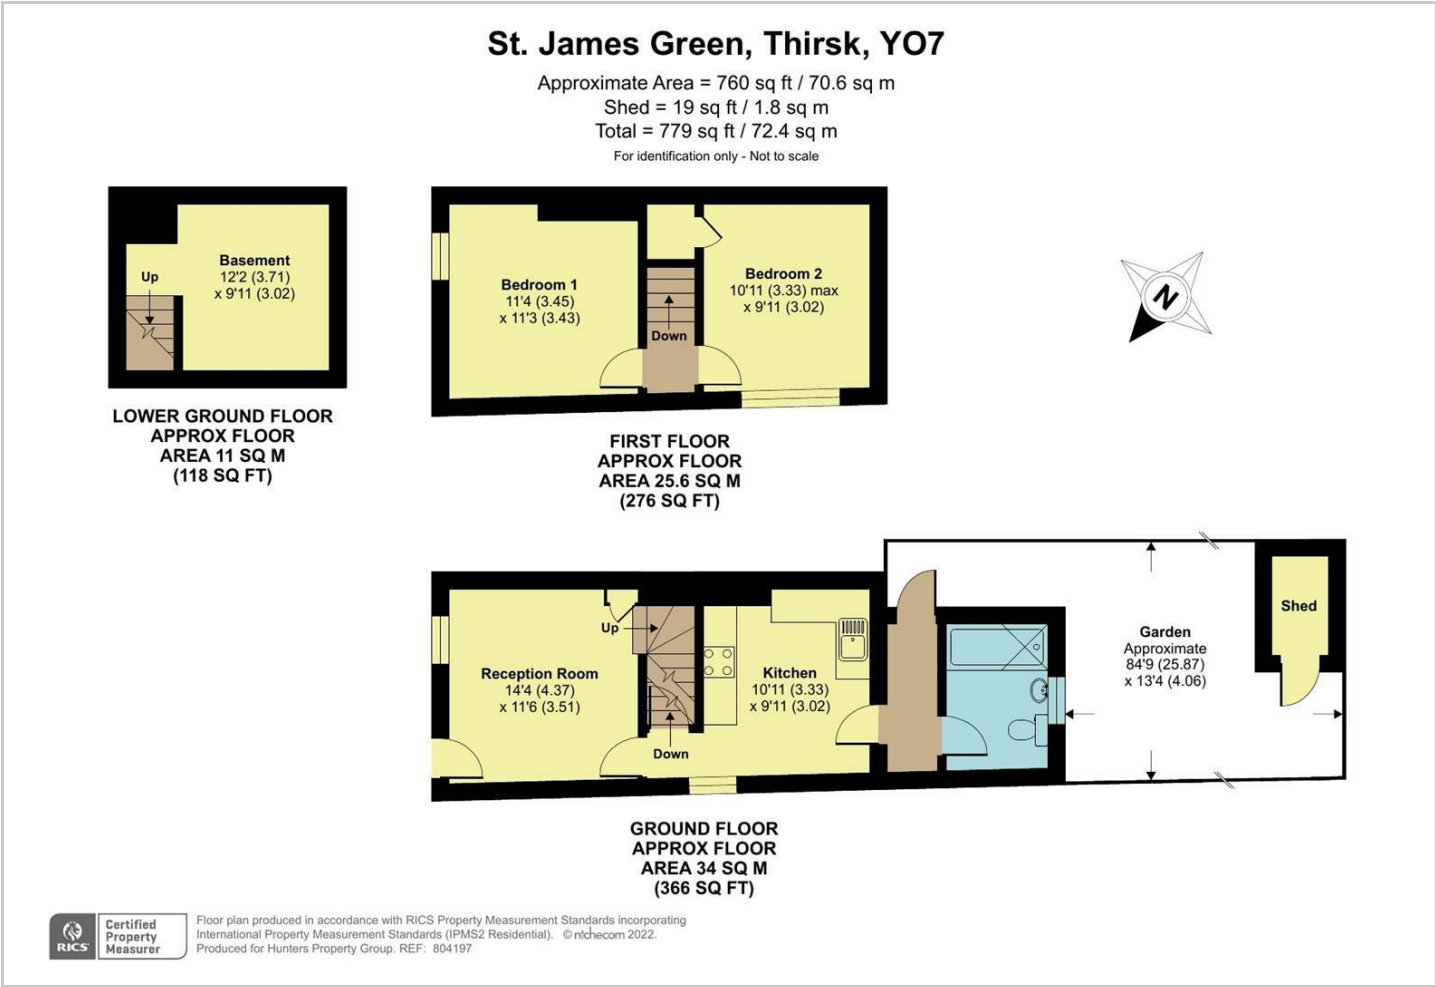 St. James Green, Thirsk, YO7
Approximate Area = 760 sq ft / 70.6 sq m
Shed = 19 sq ft / 1.8 sq m
Total = 779 sq ft / 72.4 sq m
For identification only - Not to scale
Basement
12'2 (3.71)
x 9'11 (3.02)
Up
LOWER GROUND FLOOR
APPROX FLOOR
AREA 11 SQ M
(118 SQ FT)
Bedroom 1
11'4 (3.45)
x 11'3 (3.43)
Down
Bedroom 2
10'11 (3.33) max
x 9'11 (3.02)
N
FIRST FLOOR
APPROX FLOOR
AREA 25.6 SQ M
(276 SQ FT)
Reception Room
14'4 (4.37)
x 11'6 (3.51)
Up
Down
Kitchen
10'11 (3.33)
x 9'11 (3.02)
Garden
Approximate
84'9 (25.87)
x 13'4 (4.06)
Shed
GROUND FLOOR
APPROX FLOOR
AREA 34 SQ M
(366 SQ FT)
RICS
Certified
Property
Measurer
Floor plan produced in accordance with RICS Property Measurement Standards incorporating
International Property Measurement Standards (IPMS2 Residential). © nichecom 2022.
Produced for Hunters Property Group. REF: 804197